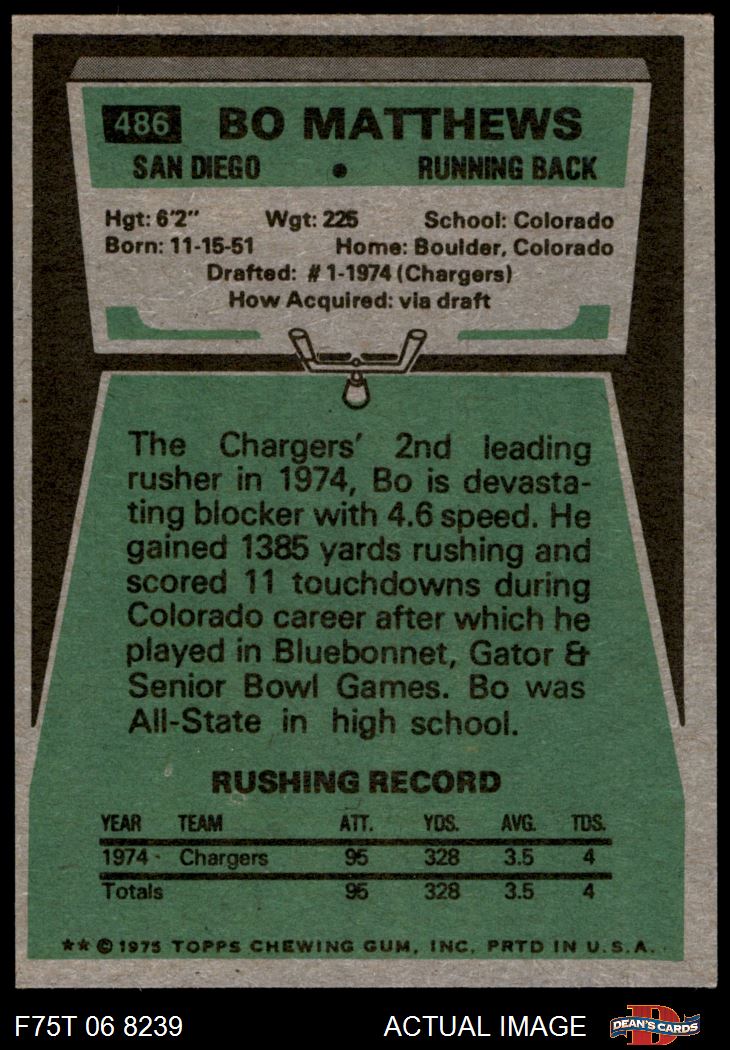 486 BO MATTHEWS
SAN DIEGO • RUNNING BACK
Hgt: 6'2" Wgt: 225 School: Colorado
Born: 11-15-51 Home: Boulder, Colorado
Drafted: #1-1974 (Chargers)
How Acquired: via draft
The Chargers' 2nd leading
rusher in 1974, Bo is devasta-
ting blocker with 4.6 speed. He
gained 1385 yards rushing and
scored 11 touchdowns during
Colorado career after which he
played in Bluebonnet, Gator &
Senior Bowl Games. Bo was
All-State in high school.
RUSHING RECORD
YEAR TEAM ATT. YDS. AVG. TDS.
1974 Chargers 95 328 3.5 4
Totals 95 328 3.5 4
★★ © 1975 TOPPS CHEWING GUM, INC. PRTD IN U.S.A.
F75T 06 8239 ACTUAL IMAGE D DEAN'S CARDS